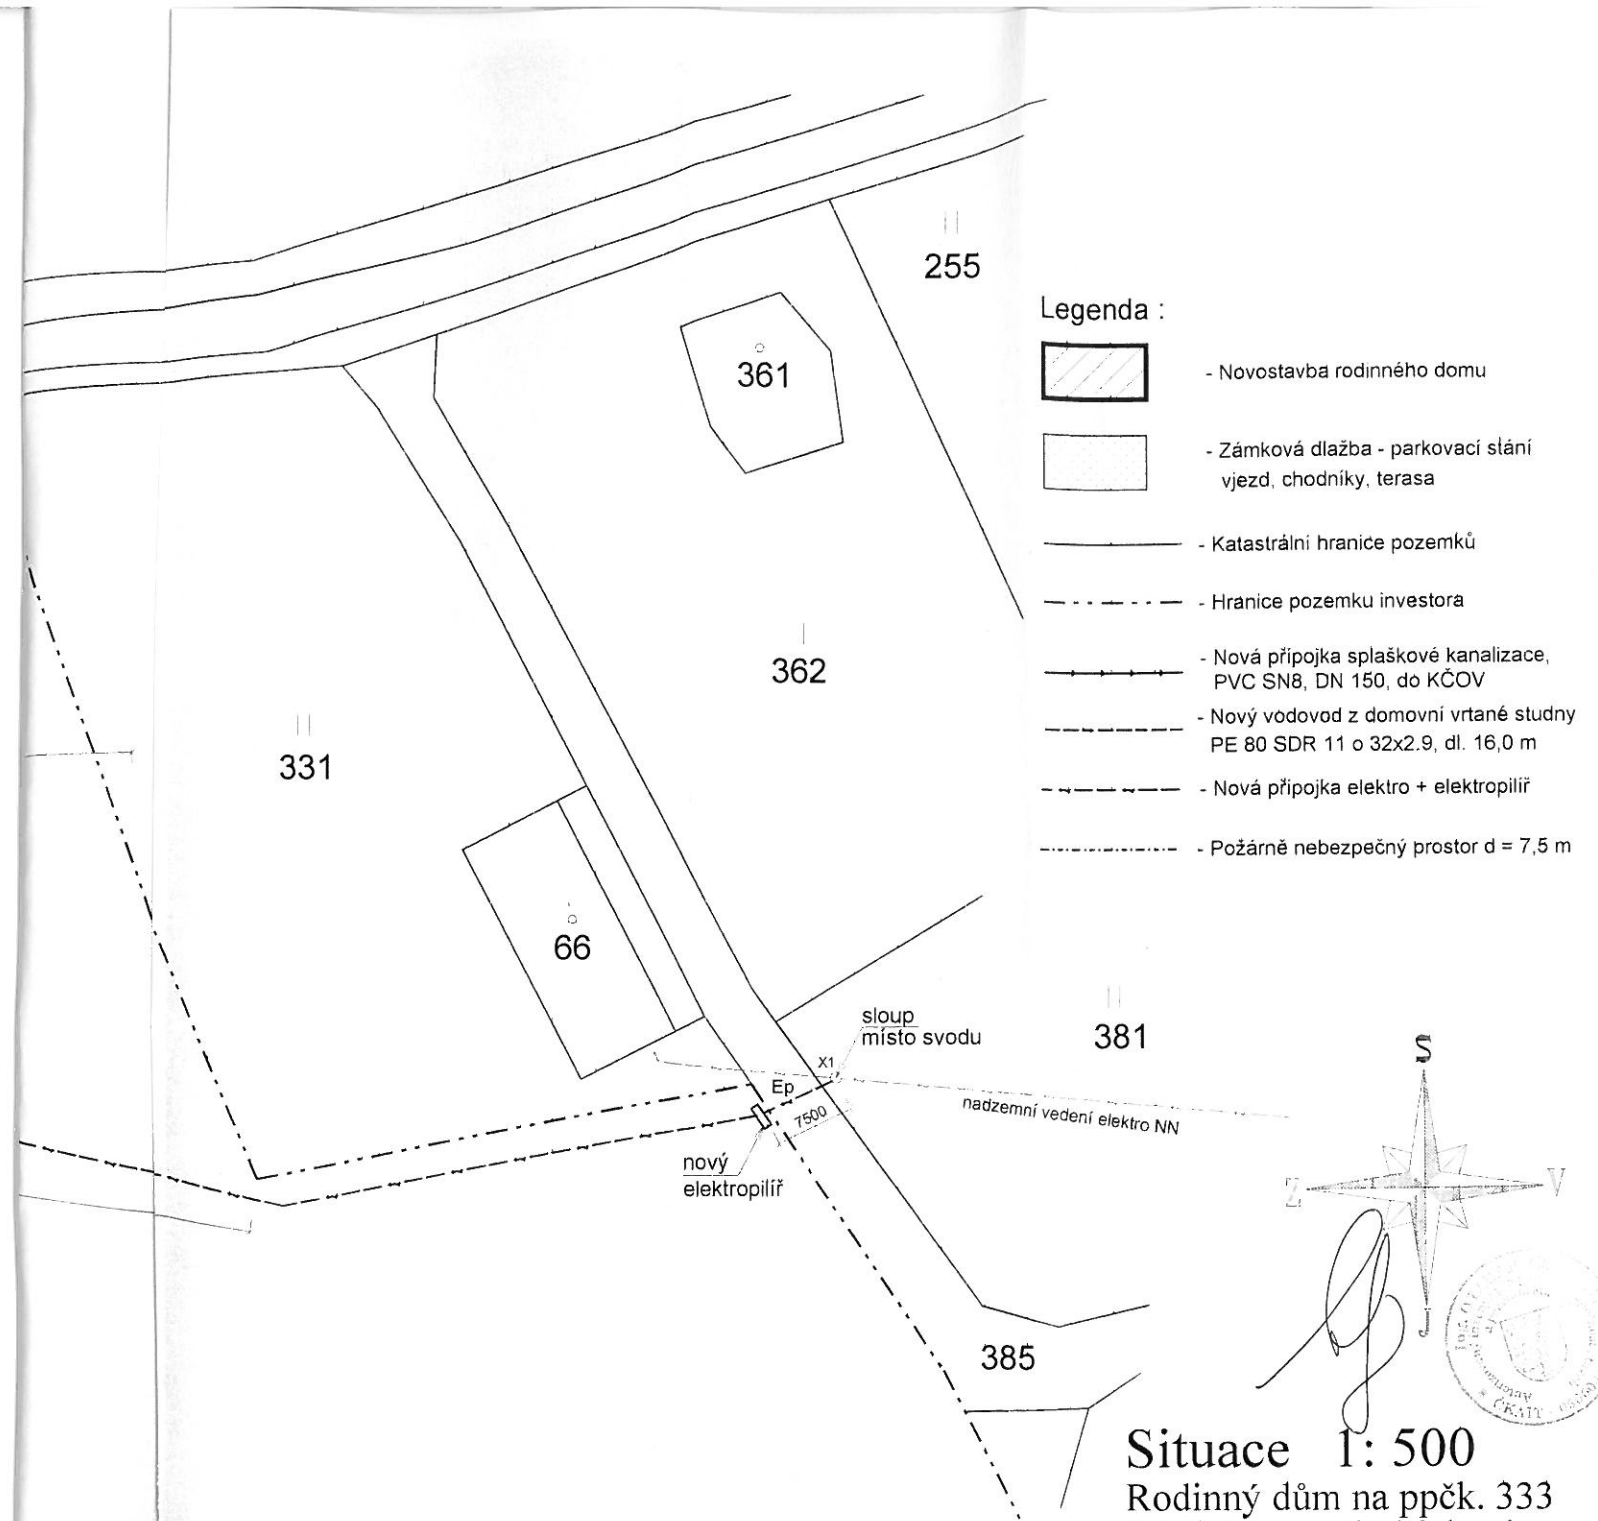 255
361
362
331
66
381
385
sloup
místo svodu
X1
Ep
7500
nadzemní vedení elektro NN
nový
elektropilíř
Legenda :
- Novostavba rodinného domu
- Zámková dlažba - parkovací stání
vjezd, chodníky, terasa
- Katastrální hranice pozemků
- Hranice pozemku investora
- Nová přípojka splaškové kanalizace,
PVC SN8, DN 150, do KČOV
- Nový vodovod z domovní vrtané studny
PE 80 SDR 11 o 32x2.9, dl. 16,0 m
- Nová přípojka elektro + elektropilíř
- Požárně nebezpečný prostor d = 7,5 m
S
Z
V
J
ČKAIT
Situace 1: 500
Rodinný dům na ppčk. 333